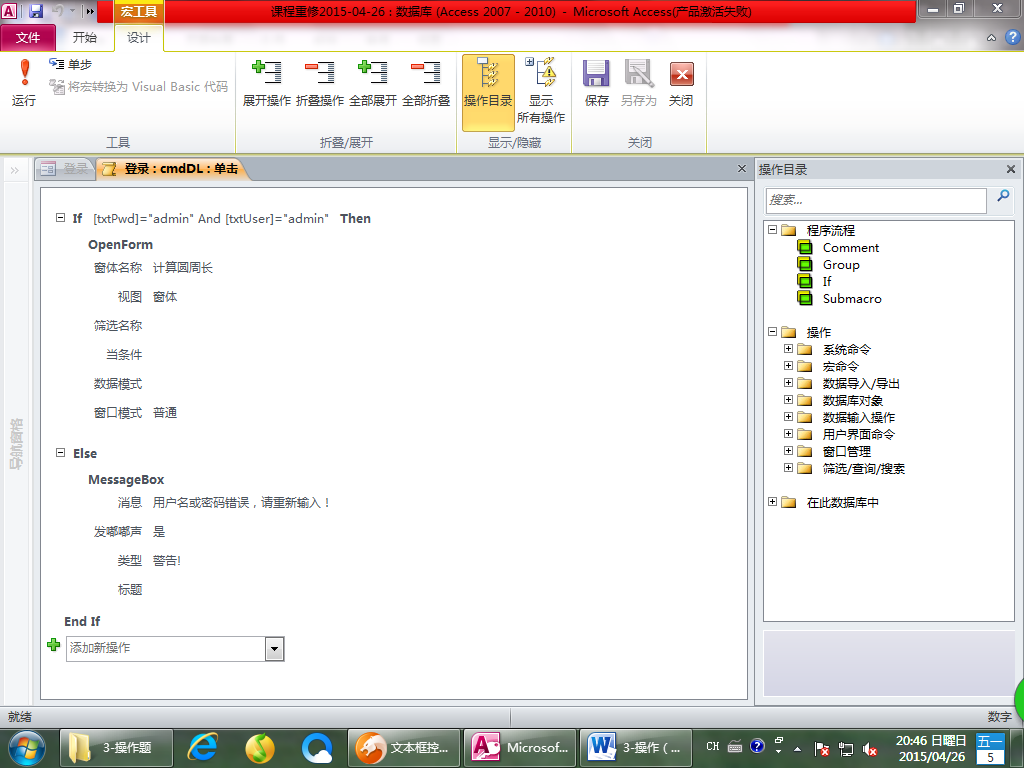 宏工具
课程重修2015-04-26 : 数据库 (Access 2007 - 2010) - Microsoft Access(产品激活失败)
文件
开始
设计
运行
单步
将宏转换为 Visual Basic 代码
工具
展开操作
折叠操作
全部展开
全部折叠
折叠/展开
操作目录
显示
所有操作
显示/隐藏
保存
另存为
关闭
关闭
登录
登录 : cmdDL : 单击
操作目录
导航窗格
If [txtPwd]="admin" And [txtUser]="admin" Then
OpenForm
窗体名称 计算圆周长
视图 窗体
筛选名称
当条件
数据模式
窗口模式 普通
Else
MessageBox
消息 用户名或密码错误，请重新输入！
发嘟嘟声 是
类型 警告!
标题
End If
添加新操作
搜索...
程序流程
Comment
Group
If
Submacro
操作
系统命令
宏命令
数据导入/导出
数据库对象
数据输入操作
用户界面命令
窗口管理
筛选/查询/搜索
在此数据库中
就绪
数字
3-操作题
文本框控...
Microsof...
3-操作 ( ...
CH
20:46 日曜日
2015/04/26
五一
5